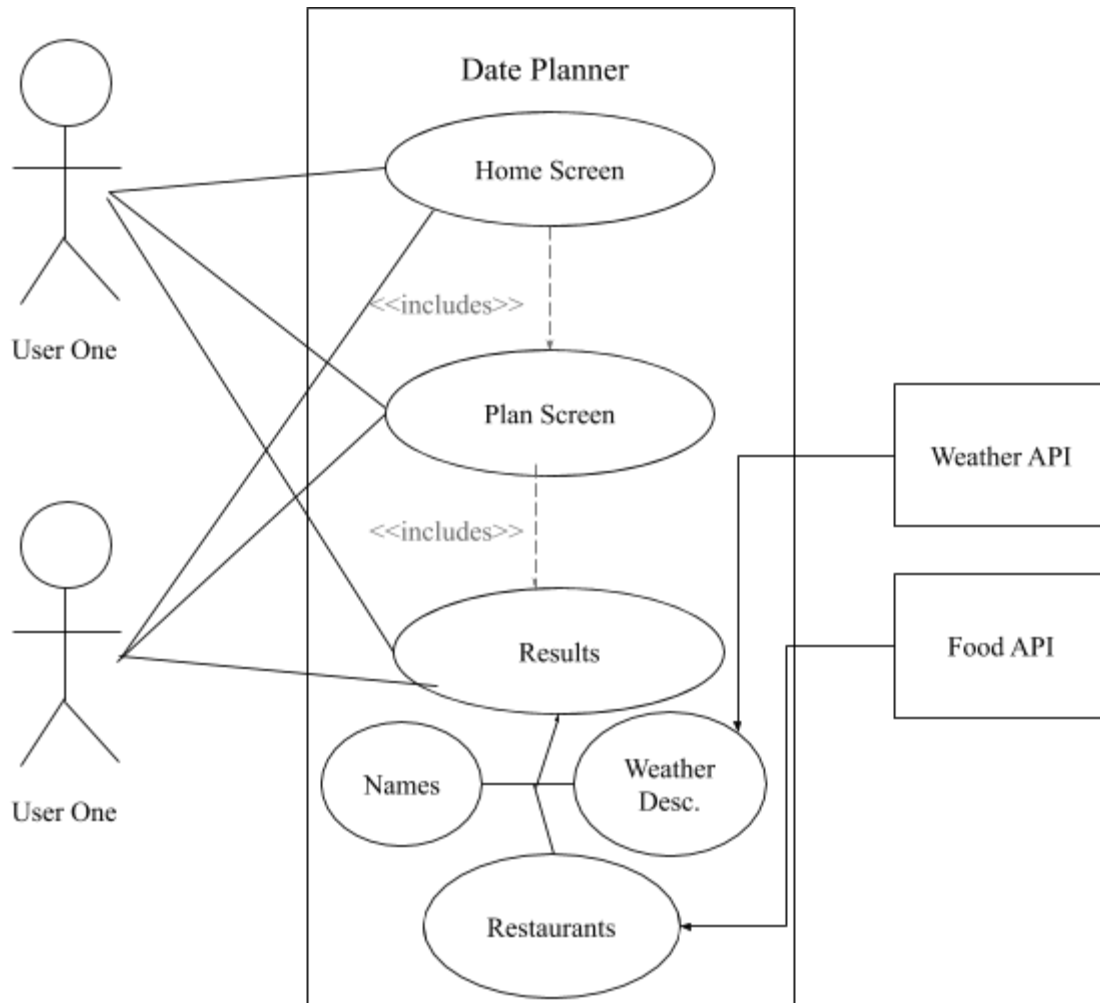 Date Planner
Home Screen
<<includes>>
User One
Plan Screen
Weather API
<<includes>>
Results
Food API
Names
Weather
Desc.
User One
Restaurants